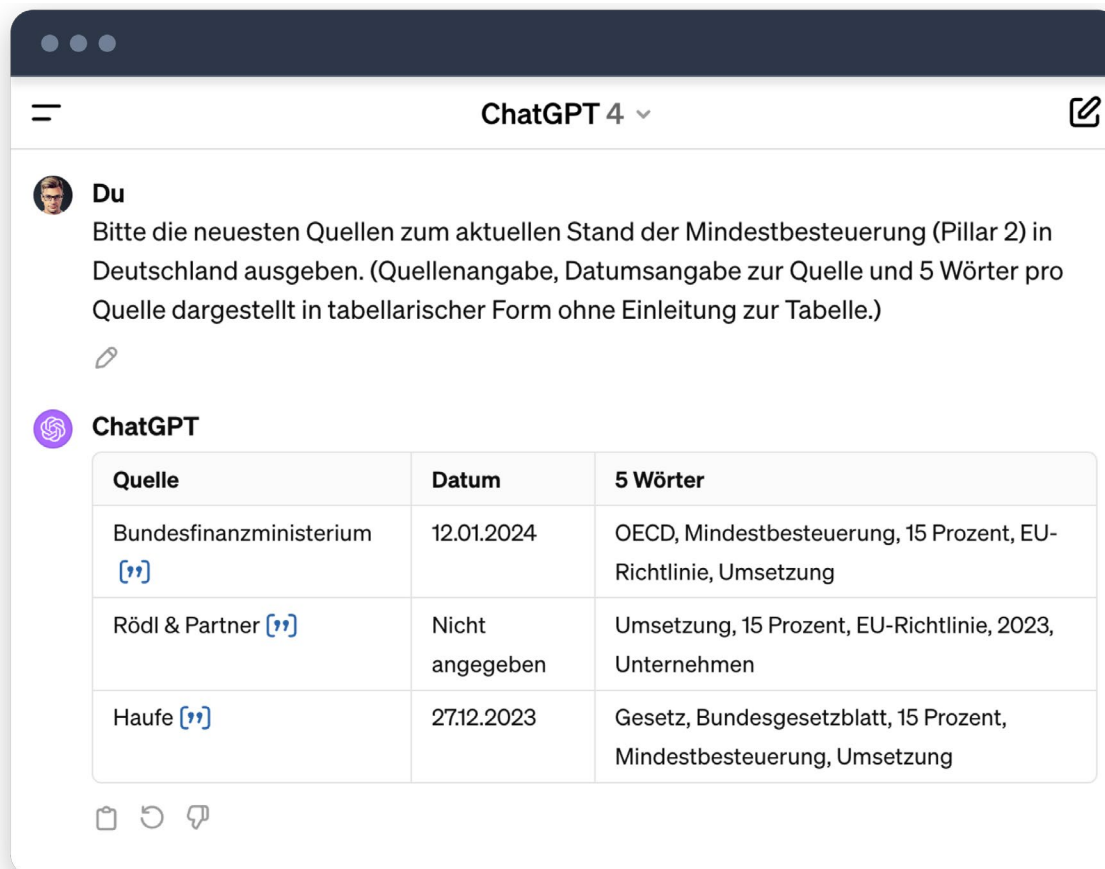 ChatGPT 4
Du
Bitte die neuesten Quellen zum aktuellen Stand der Mindestbesteuerung (Pillar 2) in
Deutschland ausgeben. (Quellenangabe, Datumsangabe zur Quelle und 5 Wörter pro
Quelle dargestellt in tabellarischer Form ohne Einleitung zur Tabelle.)
ChatGPT
Quelle Datum 5 Wörter
Bundesfinanzministerium 12.01.2024 OECD, Mindestbesteuerung, 15 Prozent, EU-
[”] Richtlinie, Umsetzung
Rödl & Partner [”] Nicht Umsetzung, 15 Prozent, EU-Richtlinie, 2023,
angegeben Unternehmen
Haufe [”] 27.12.2023 Gesetz, Bundesgesetzblatt, 15 Prozent,
Mindestbesteuerung, Umsetzung